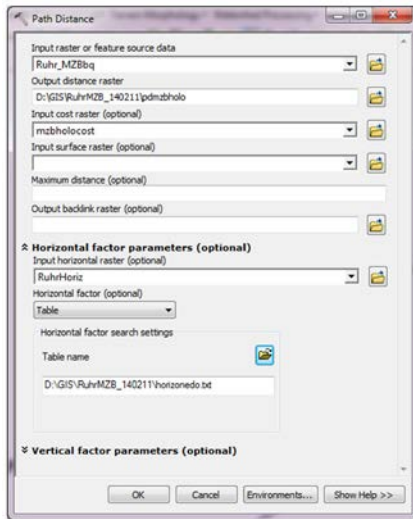 Path Distance
Input raster or feature source data
Ruhr_MZBbq
Output distance raster
D:\GIS\RuhrMZB_140211\pdmzbholo
Input cost raster (optional)
mzbholocost
Input surface raster (optional)
Maximum distance (optional)
Output backlink raster (optional)
Horizontal factor parameters (optional)
Input horizontal raster (optional)
RuhrHoriz
Horizontal factor (optional)
Table
Horizontal factor search settings
Table name
D:\GIS\RuhrMZB_140211\horizonedo.txt
Vertical factor parameters (optional)
OK Cancel Environments... Show Help >>